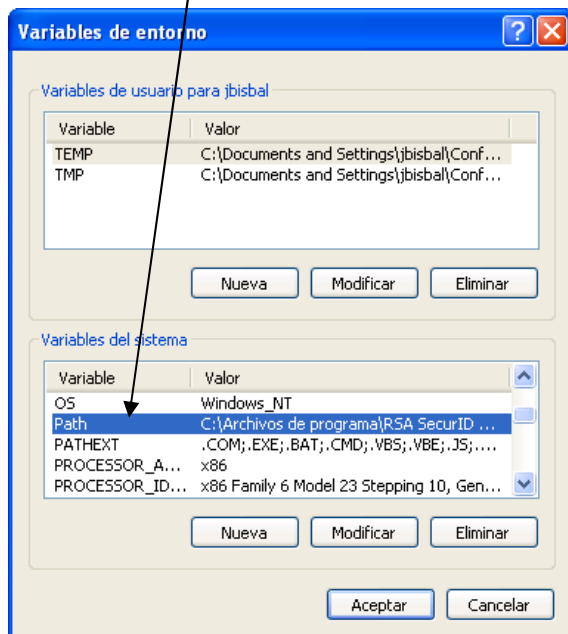 Variables de entorno
Variables de usuario para jbisbal
Variable Valor
TEMP C:\Documents and Settings\jbisbal\Conf...
TMP C:\Documents and Settings\jbisbal\Conf...
Nueva Modificar Eliminar
Variables del sistema
Variable Valor
OS Windows_NT
Path C:\Archivos de programa\RSA SecurID ...
PATHEXT .COM;.EXE;.BAT;.CMD;.VBS;.VBE;.JS;....
PROCESSOR_A... x86
PROCESSOR_ID... x86 Family 6 Model 23 Stepping 10, Gen...
Nueva Modificar Eliminar
Aceptar Cancelar